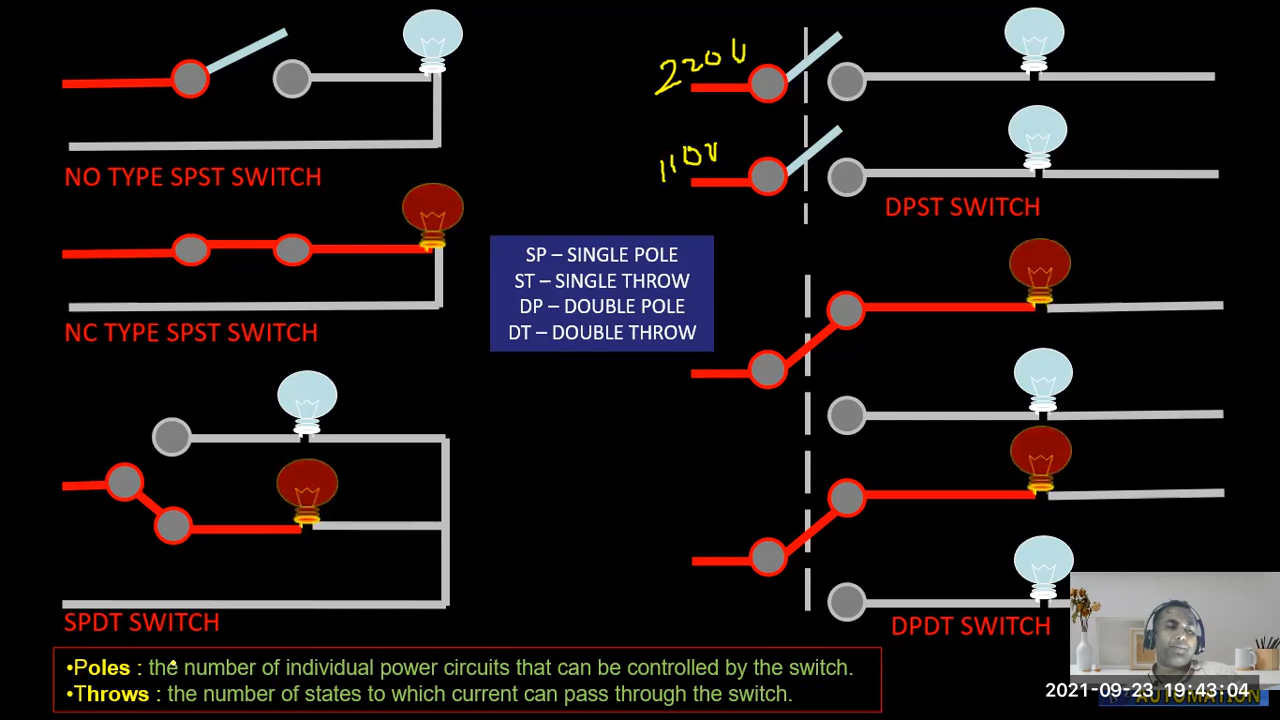 220V
110V
NO TYPE SPST SWITCH
DPST SWITCH
SP – SINGLE POLE
ST – SINGLE THROW
DP – DOUBLE POLE
DT – DOUBLE THROW
NC TYPE SPST SWITCH
SPDT SWITCH
DPDT SWITCH
•Poles : the number of individual power circuits that can be controlled by the switch.
•Throws : the number of states to which current can pass through the switch.
2021-09-23 19:43:04
AUTOMATION